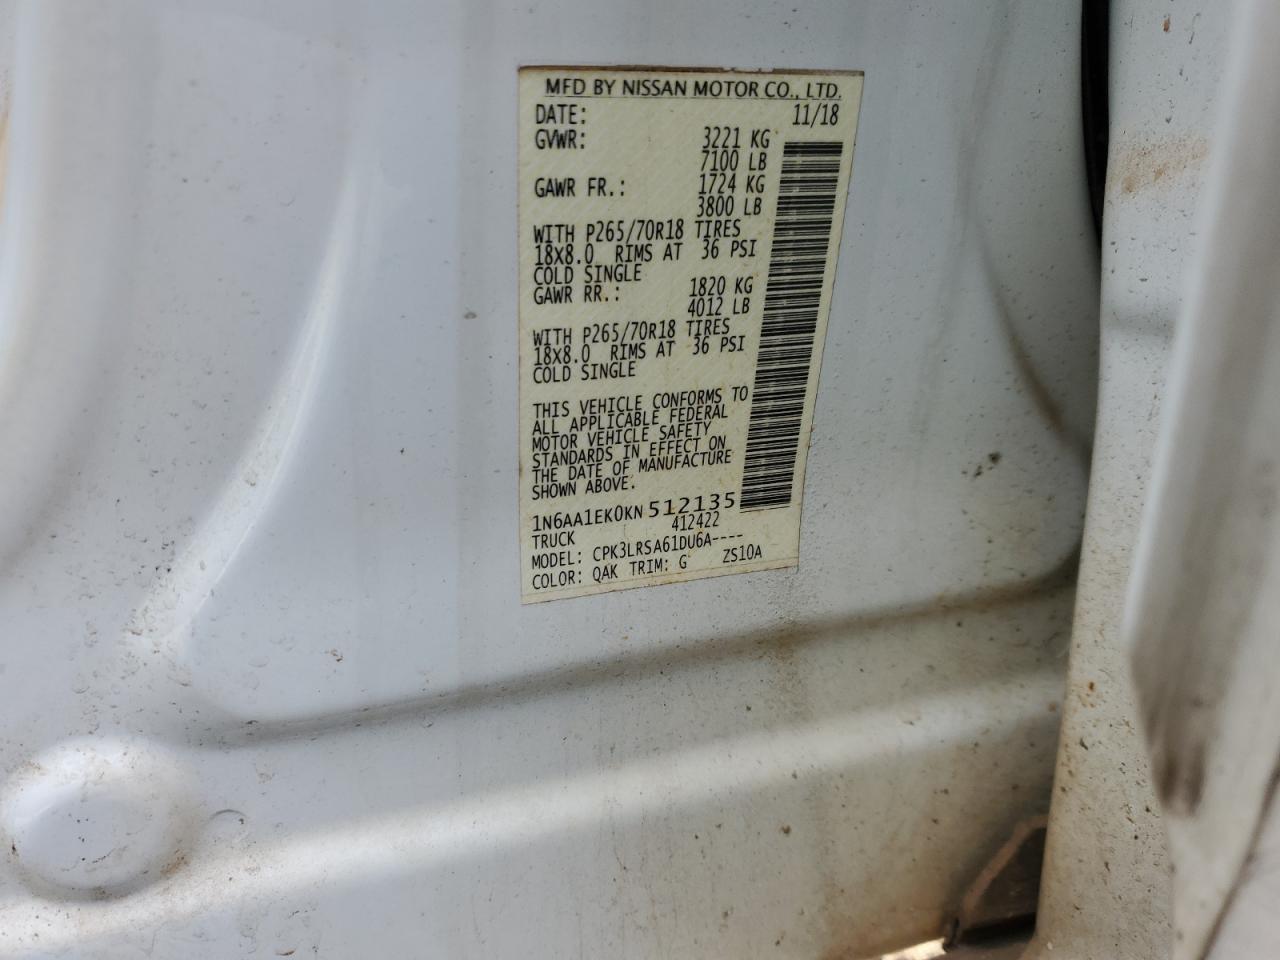 MFD BY NISSAN MOTOR CO., LTD.
DATE: 11/18
GVWR: 3221 KG
7100 LB
GAWR FR.: 1724 KG
3800 LB
WITH P265/70R18 TIRES
18X8.0 RIMS AT 36 PSI
COLD SINGLE
GAWR RR.: 1820 KG
4012 LB
WITH P265/70R18 TIRES
18X8.0 RIMS AT 36 PSI
COLD SINGLE
THIS VEHICLE CONFORMS TO
ALL APPLICABLE FEDERAL
MOTOR VEHICLE SAFETY
STANDARDS IN EFFECT ON
THE DATE OF MANUFACTURE
SHOWN ABOVE.
1N6AA1EK0KN512135
TRUCK 412422
MODEL: CPK3LRSA61DU6A----
COLOR: QAK TRIM: G ZS10A